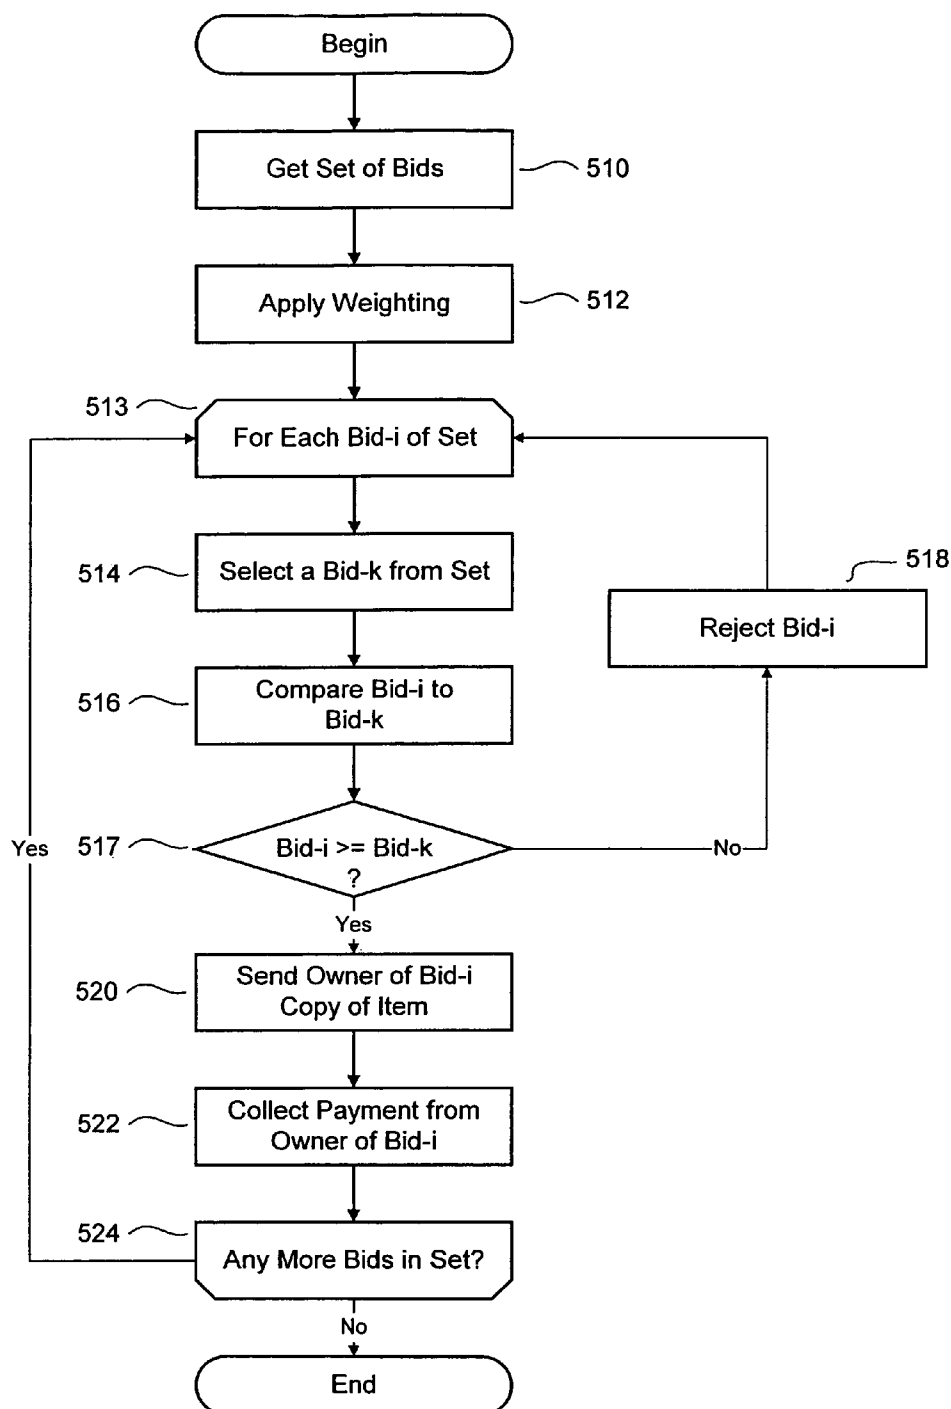 Begin
Get Set of Bids
510
Apply Weighting
512
513
For Each Bid-i of Set
514
Select a Bid-k from Set
518
Reject Bid-i
516
Compare Bid-i to
Bid-k
Yes
517
Bid-i >= Bid-k
?
No
Yes
520
Send Owner of Bid-i
Copy of Item
522
Collect Payment from
Owner of Bid-i
524
Any More Bids in Set?
No
End